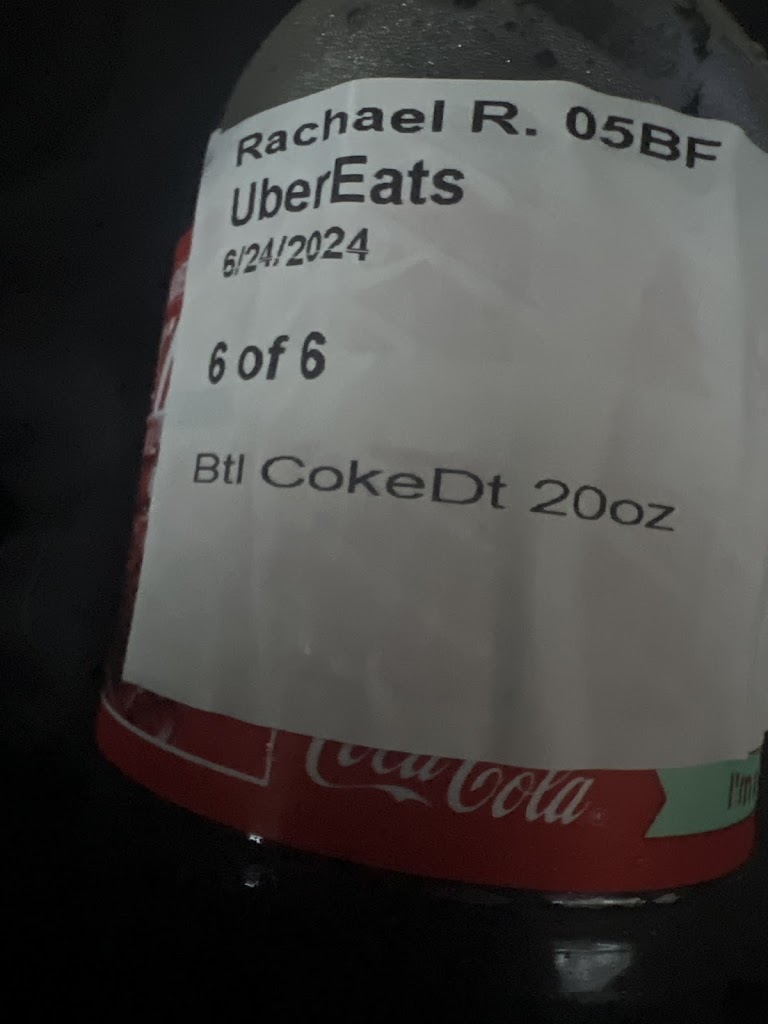 Rachael R. 05BF
UberEats
6/24/2024
6 of 6
Btl CokeDt 20oz
Coca-Cola
I'm